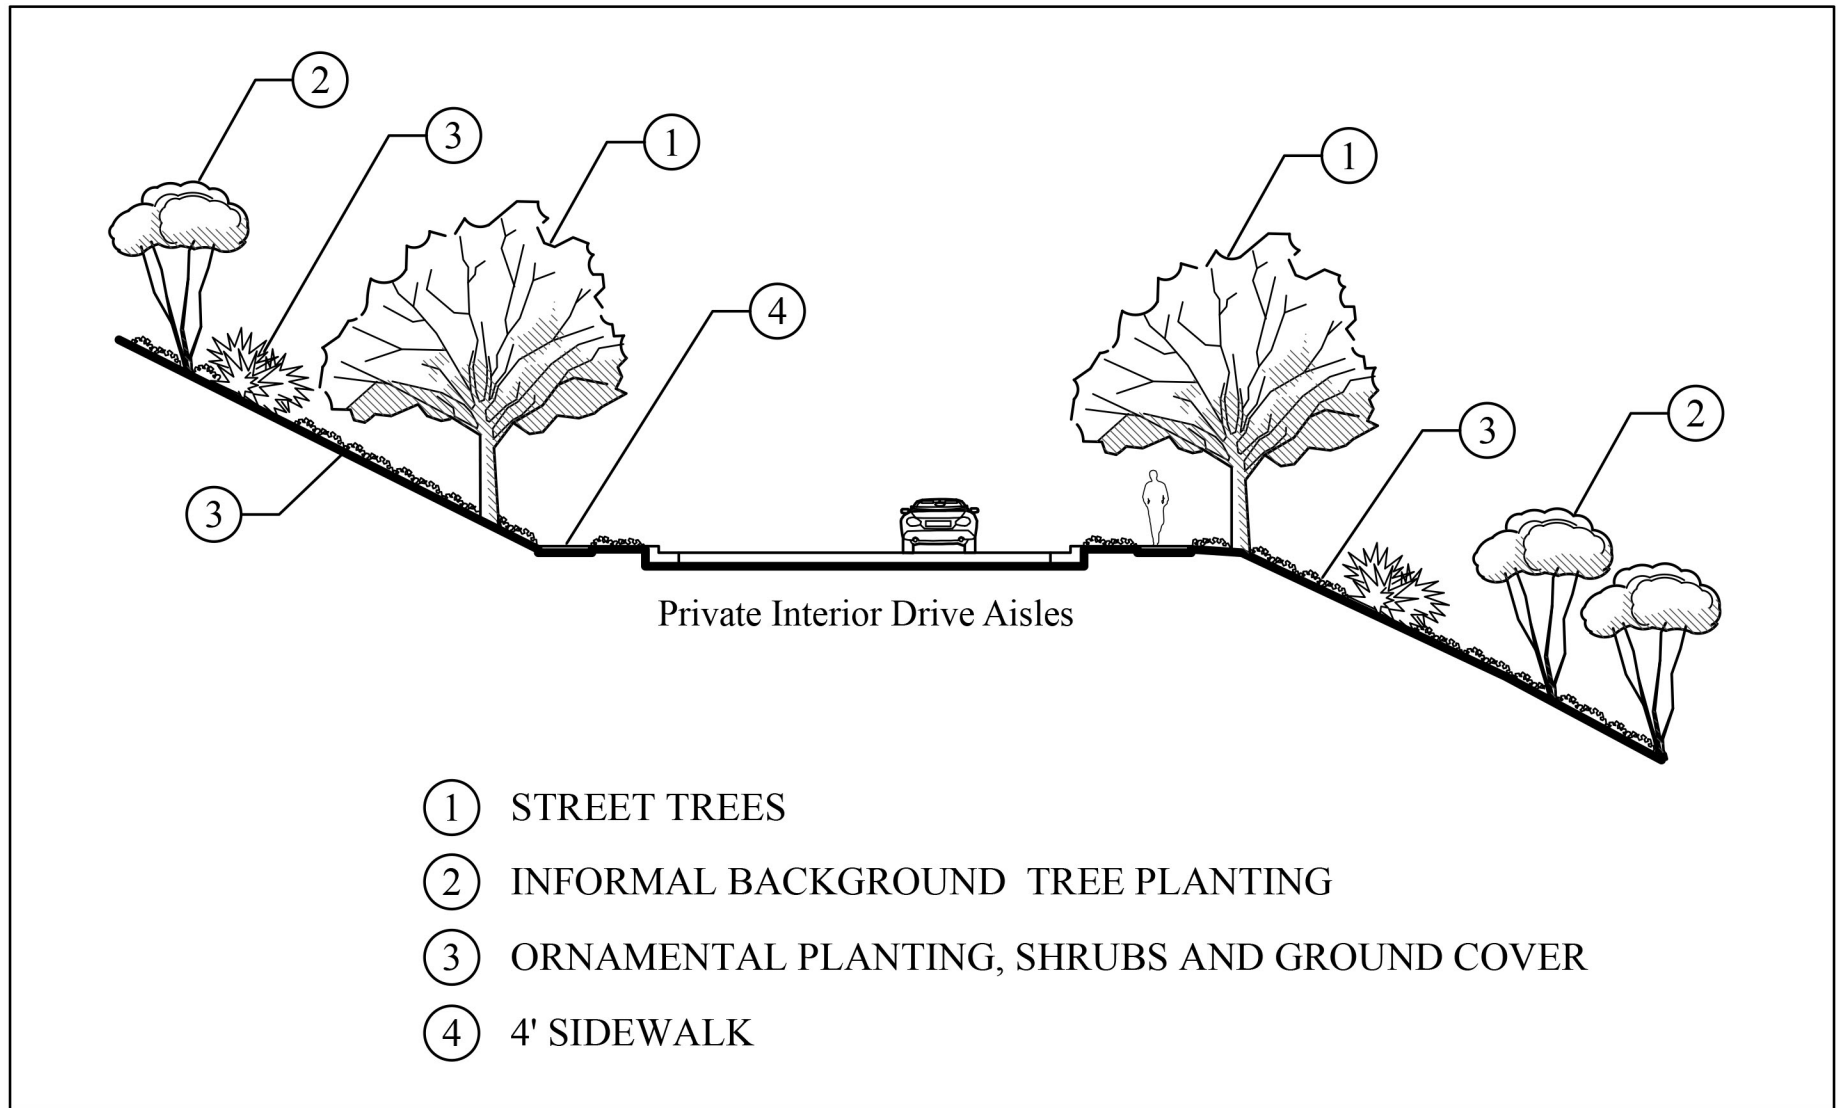 2
3
1
1
4
2
3
3
Private Interior Drive Aisles
1 STREET TREES
2 INFORMAL BACKGROUND TREE PLANTING
3 ORNAMENTAL PLANTING, SHRUBS AND GROUND COVER
4 4' SIDEWALK